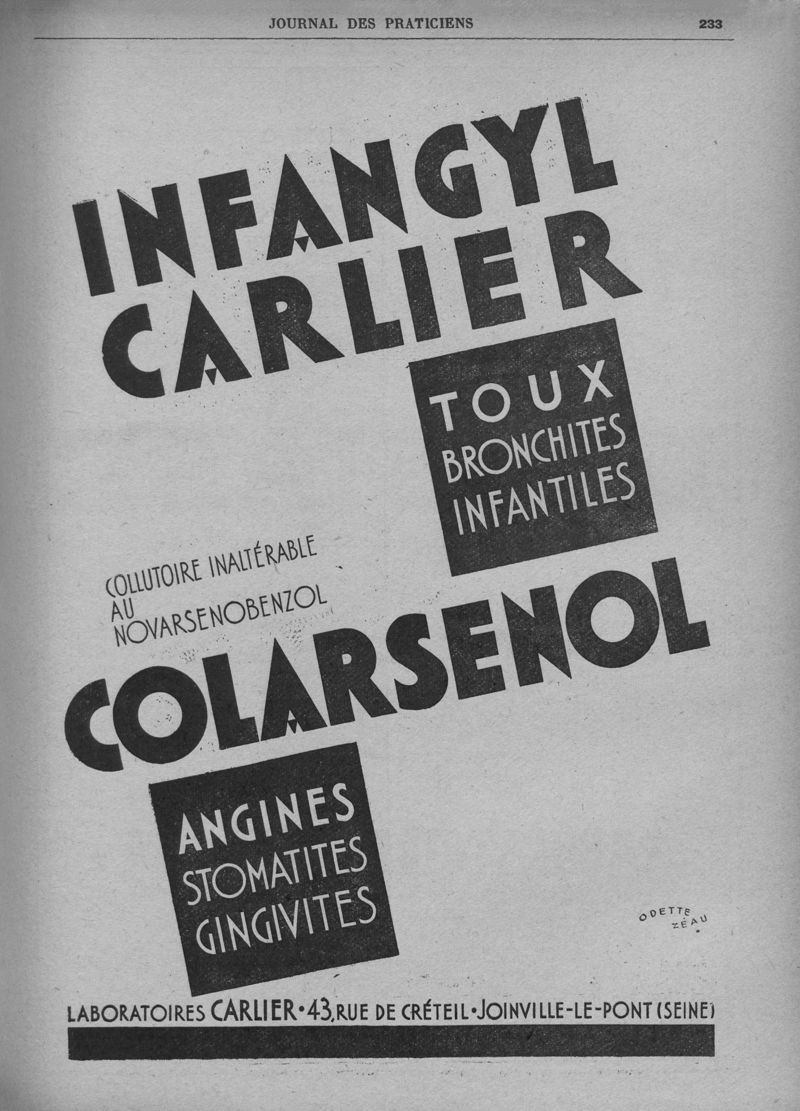 JOURNAL DES PRATICIENS 233
INFANGYL
CARLIER
TOUX
BRONCHITES
INFANTILES
COLLUTOIRE INALTÉRABLE
AU
NOVARSENOBENZOL
COLARSENOL
ANGINES
STOMATITES
GINGIVITES
ODETTE
ZÉAU
LABORATOIRES CARLIER•43, RUE DE CRÉTEIL•JOINVILLE-LE-PONT (SEINE)